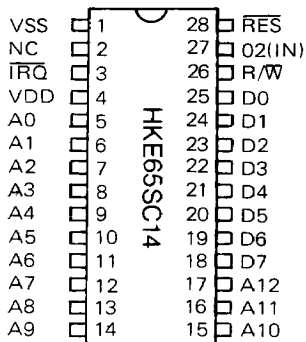 VSS 1 28 R̅E̅S̅
NC 2 27 02(IN)
I̅R̅Q̅ 3 26 R/W̅
VDD 4 25 D0
A0 5 24 D1
A1 6 23 D2
A2 7 22 D3
A3 8 21 D4
A4 9 20 D5
A5 10 19 D6
A6 11 18 D7
A7 12 17 A12
A8 13 16 A11
A9 14 15 A10
HKE65SC14